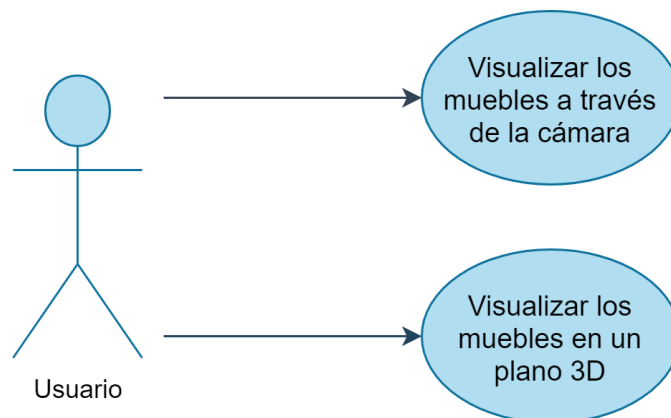 Visualizar los
muebles a través
de la cámara
Visualizar los
muebles en un
plano 3D
Usuario